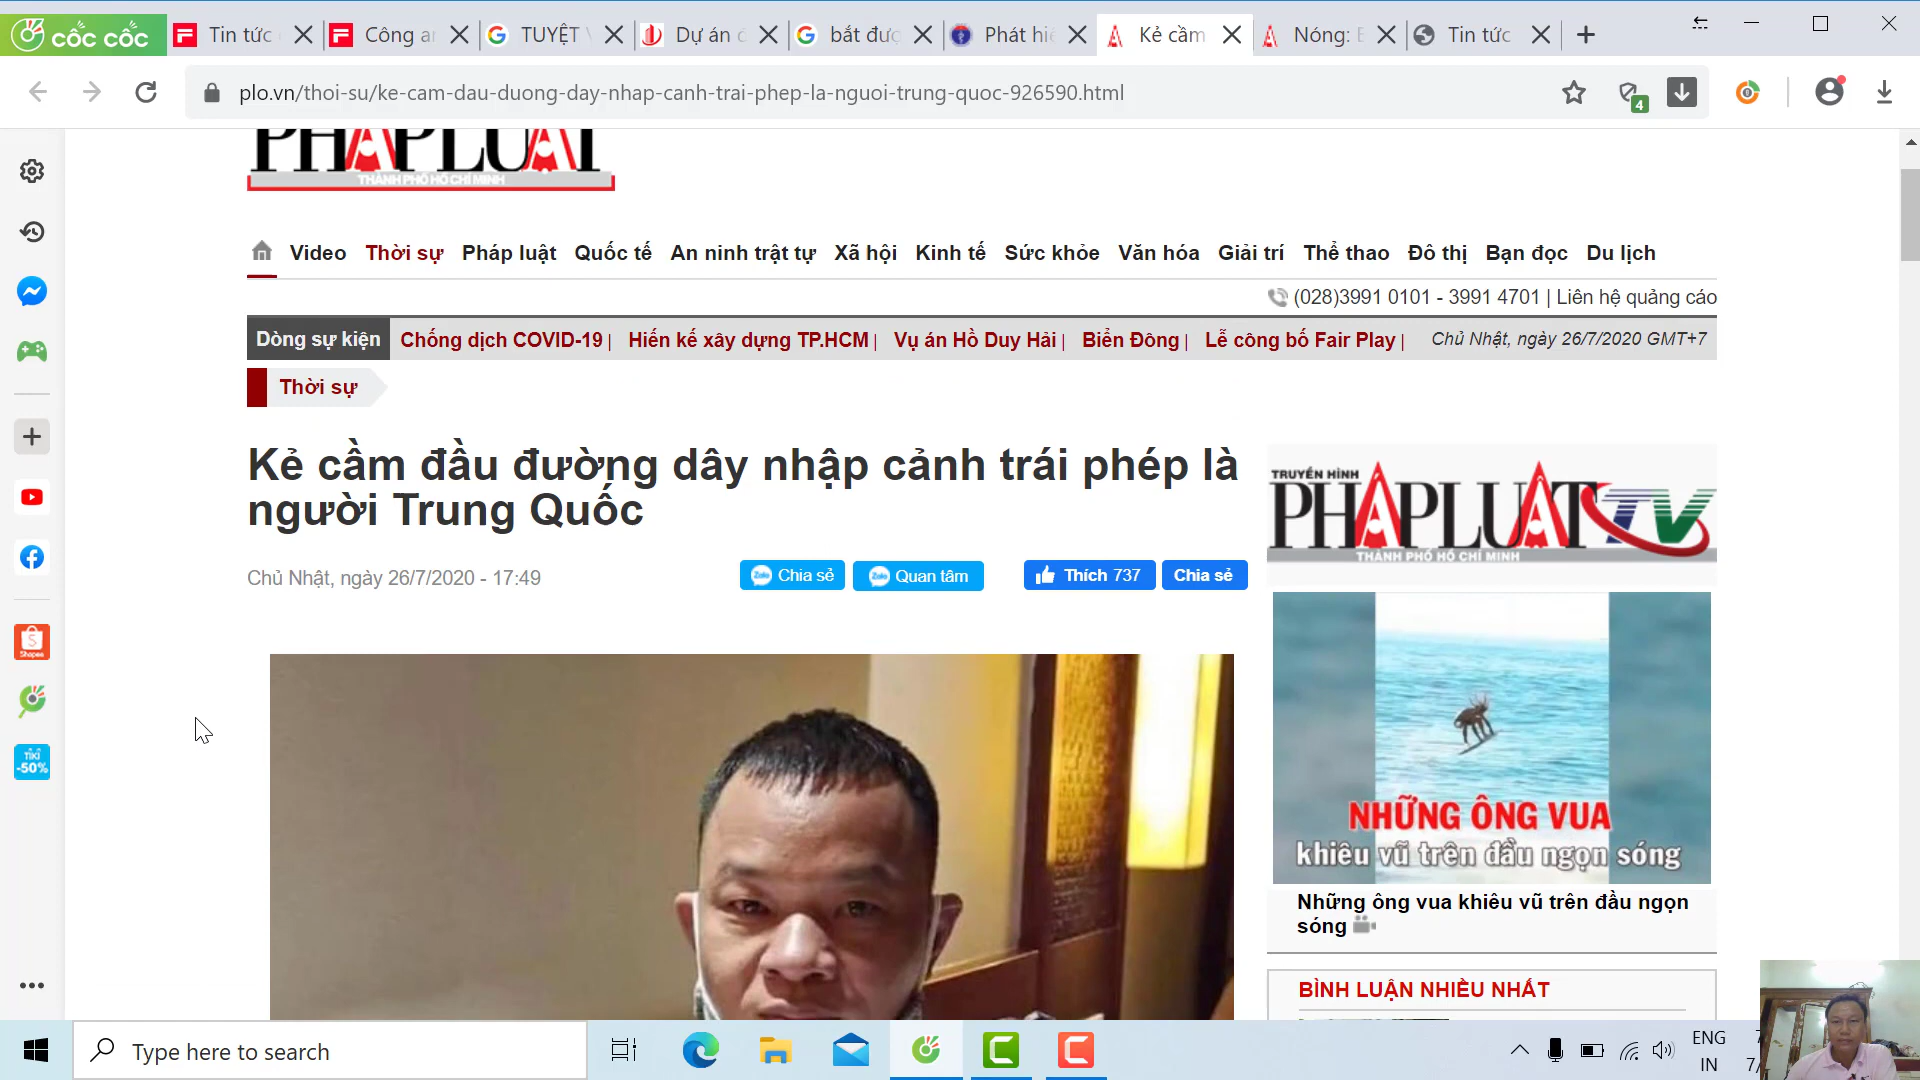 cốc cốc
Tin tức
Công a
TUYỆT
Dự án
bắt đượ
Phát hi
Kẻ cầm
Nóng:
Tin tức
plo.vn/thoi-su/ke-cam-dau-duong-day-nhap-canh-trai-phep-la-nguoi-trung-quoc-926590.html
4
PHÁPLUẬT
THÀNH PHỐ HỒ CHÍ MINH
Video Thời sự Pháp luật Quốc tế An ninh trật tự Xã hội Kinh tế Sức khỏe Văn hóa Giải trí Thể thao Đô thị Bạn đọc Du lịch
(028)3991 0101 - 3991 4701 | Liên hệ quảng cáo
Dòng sự kiện Chống dịch COVID-19 | Hiến kế xây dựng TP.HCM | Vụ án Hồ Duy Hải | Biển Đông | Lễ công bố Fair Play | Chủ Nhật, ngày 26/7/2020 GMT+7
Thời sự
Kẻ cầm đầu đường dây nhập cảnh trái phép là
người Trung Quốc
Chủ Nhật, ngày 26/7/2020 - 17:49
Zalo Chia sẻ
Zalo Quan tâm
Thích 737
Chia sẻ
TRUYỀN HÌNH
PHÁPLUẬT TV
THÀNH PHỐ HỒ CHÍ MINH
NHỮNG ÔNG VUA
khiêu vũ trên đầu ngọn sóng
Những ông vua khiêu vũ trên đầu ngọn
sóng
BÌNH LUẬN NHIỀU NHẤT
Shopee
TIKI
-50%
Type here to search
ENG
IN